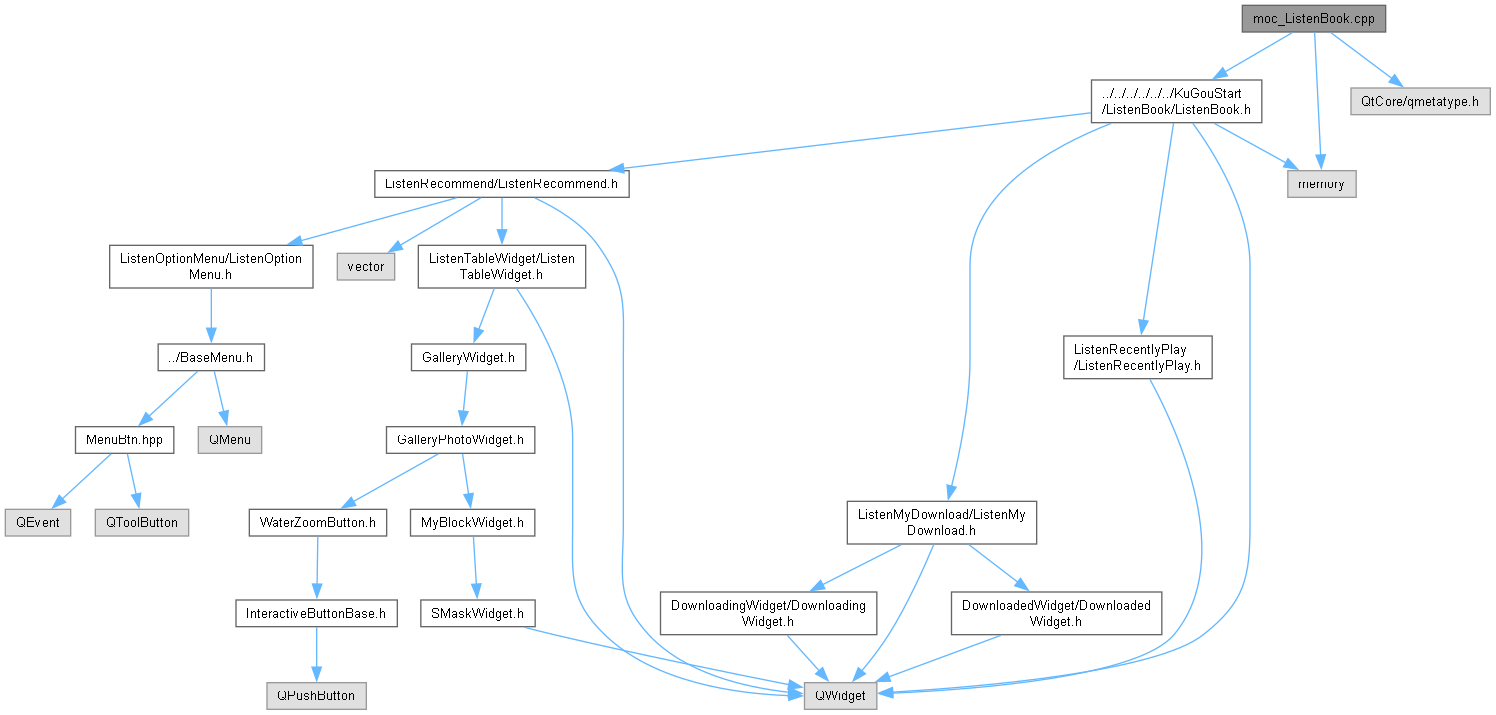 moc_ListenBook.cpp
../../../../../../KuGouStart
/ListenBook/ListenBook.h
QtCore/qmetatype.h
ListenRecommend/ListenRecommend.h
memory
ListenOptionMenu/ListenOption
Menu.h
vector
ListenTableWidget/Listen
TableWidget.h
../BaseMenu.h
GalleryWidget.h
ListenRecentlyPlay
/ListenRecentlyPlay.h
MenuBtn.hpp
QMenu
GalleryPhotoWidget.h
QEvent
QToolButton
WaterZoomButton.h
MyBlockWidget.h
ListenMyDownload/ListenMy
Download.h
InteractiveButtonBase.h
SMaskWidget.h
DownloadingWidget/Downloading
Widget.h
DownloadedWidget/Downloaded
Widget.h
QPushButton
QWidget